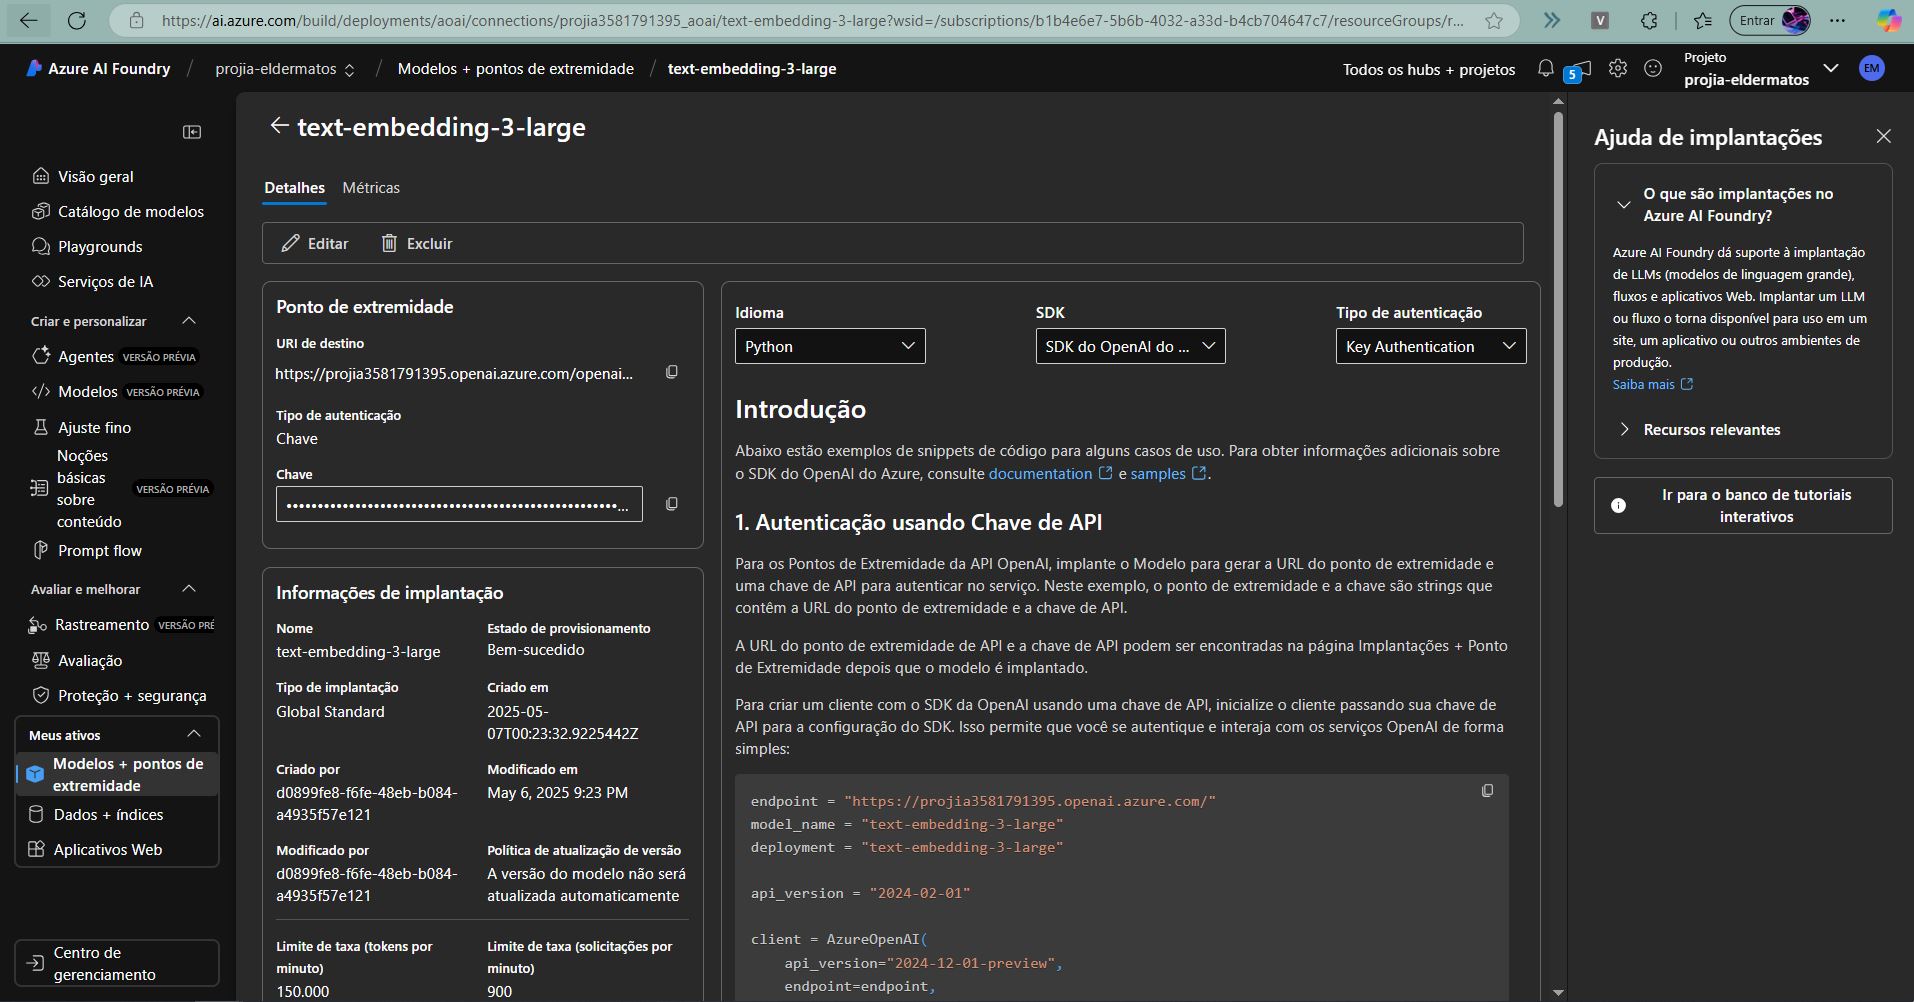 https://ai.azure.com/build/deployments/aoai/connections/projia3581791395_aoai/text-embedding-3-large?wsid=/subscriptions/b1b4e6e7-5b6b-4032-a33d-b4cb704647c7/resourceGroups/r...
V
Entrar
Azure AI Foundry / projia-eldermatos / Modelos + pontos de extremidade / text-embedding-3-large
Todos os hubs + projetos
5
Projeto
projia-eldermatos
EM
Visão geral
Catálogo de modelos
Playgrounds
Serviços de IA
Criar e personalizar
Agentes VERSÃO PRÉVIA
Modelos VERSÃO PRÉVIA
Ajuste fino
Noções
básicas
sobre
conteúdo
VERSÃO PRÉVIA
Prompt flow
Avaliar e melhorar
Rastreamento VERSÃO PRÉ
Avaliação
Proteção + segurança
Meus ativos
Modelos + pontos de
extremidade
Dados + índices
Aplicativos Web
Centro de
gerenciamento
text-embedding-3-large
Detalhes Métricas
Editar Excluir
Ponto de extremidade
URI de destino
https://projia3581791395.openai.azure.com/openai...
Tipo de autenticação
Chave
Chave
••••••••••••••••••••••••••••••••••••••••••••••••••••...
Informações de implantação
Nome
text-embedding-3-large
Estado de provisionamento
Bem-sucedido
Tipo de implantação
Global Standard
Criado em
2025-05-
07T00:23:32.9225442Z
Criado por
d0899fe8-f6fe-48eb-b084-
a4935f57e121
Modificado em
May 6, 2025 9:23 PM
Modificado por
d0899fe8-f6fe-48eb-b084-
a4935f57e121
Política de atualização de versão
A versão do modelo não será
atualizada automaticamente
Limite de taxa (tokens por
minuto)
150.000
Limite de taxa (solicitações por
minuto)
900
Idioma
Python
SDK
SDK do OpenAI do ...
Tipo de autenticação
Key Authentication
Introdução
Abaixo estão exemplos de snippets de código para alguns casos de uso. Para obter informações adicionais sobre
o SDK do OpenAI do Azure, consulte documentation e samples .
1. Autenticação usando Chave de API
Para os Pontos de Extremidade da API OpenAI, implante o Modelo para gerar a URL do ponto de extremidade e
uma chave de API para autenticar no serviço. Neste exemplo, o ponto de extremidade e a chave são strings que
contêm a URL do ponto de extremidade e a chave de API.
A URL do ponto de extremidade de API e a chave de API podem ser encontradas na página Implantações + Ponto
de Extremidade depois que o modelo é implantado.
Para criar um cliente com o SDK da OpenAI usando uma chave de API, inicialize o cliente passando sua chave de
API para a configuração do SDK. Isso permite que você se autentique e interaja com os serviços OpenAI de forma
simples:
endpoint = "https://projia3581791395.openai.azure.com/"
model_name = "text-embedding-3-large"
deployment = "text-embedding-3-large"
api_version = "2024-02-01"
client = AzureOpenAI(
api_version="2024-12-01-preview",
endpoint=endpoint,
Ajuda de implantações
O que são implantações no
Azure AI Foundry?
Azure AI Foundry dá suporte à implantação
de LLMs (modelos de linguagem grande),
fluxos e aplicativos Web. Implantar um LLM
ou fluxo o torna disponível para uso em um
site, um aplicativo ou outros ambientes de
produção.
Saiba mais
Recursos relevantes
Ir para o banco de tutoriais
interativos